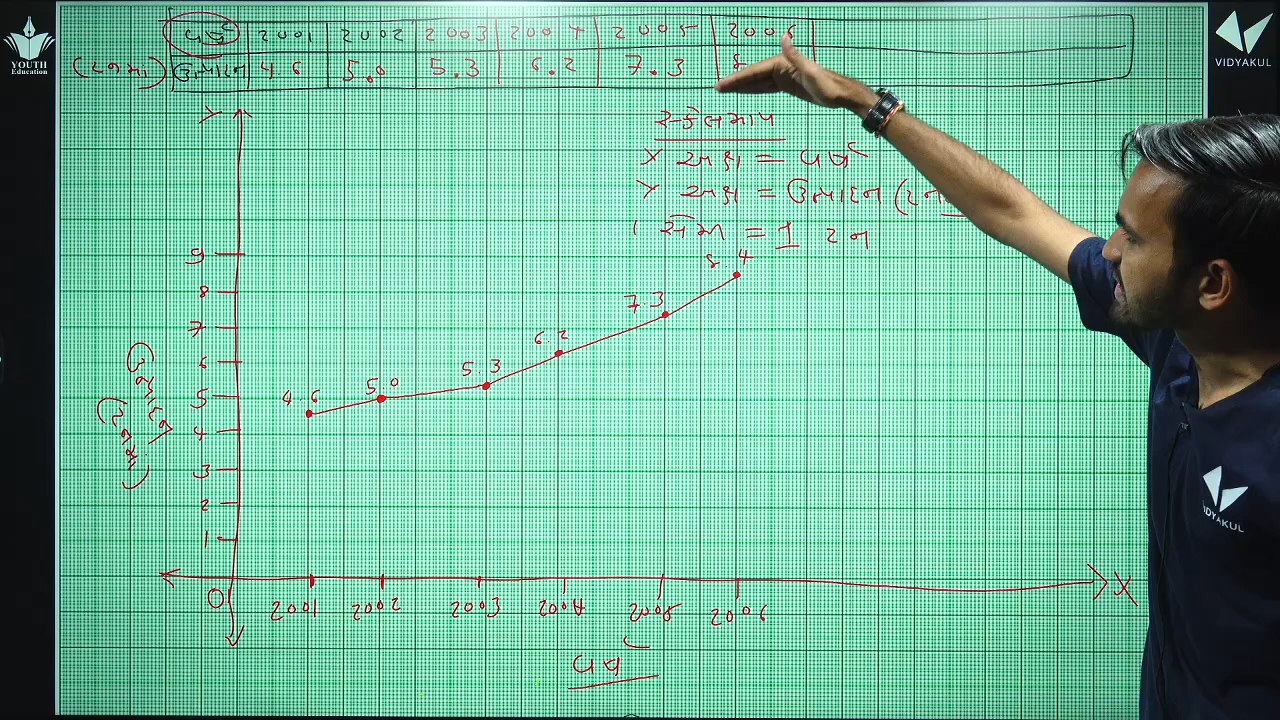 YOUTH
Education
VIDYAKUL
વર્ષ 2001 2002 2003 2004 2005 2006
(ટનમાં) ઉત્પાદન 4.6 5.0 5.3 6.2 7.3 8.
Y
સ્કેલમાપ
X અક્ષ = વર્ષ
Y અક્ષ = ઉત્પાદન (ટન
1 સેમી = 1 ટન
8.4
7.3
6.2
5.3
5.0
4.6
9
8
7
6
5
4
3
2
1
ઉત્પાદન
(ટનમાં)
O
2001 2002 2003 2004 2005 2006
X
વર્ષ
VIDYAKUL